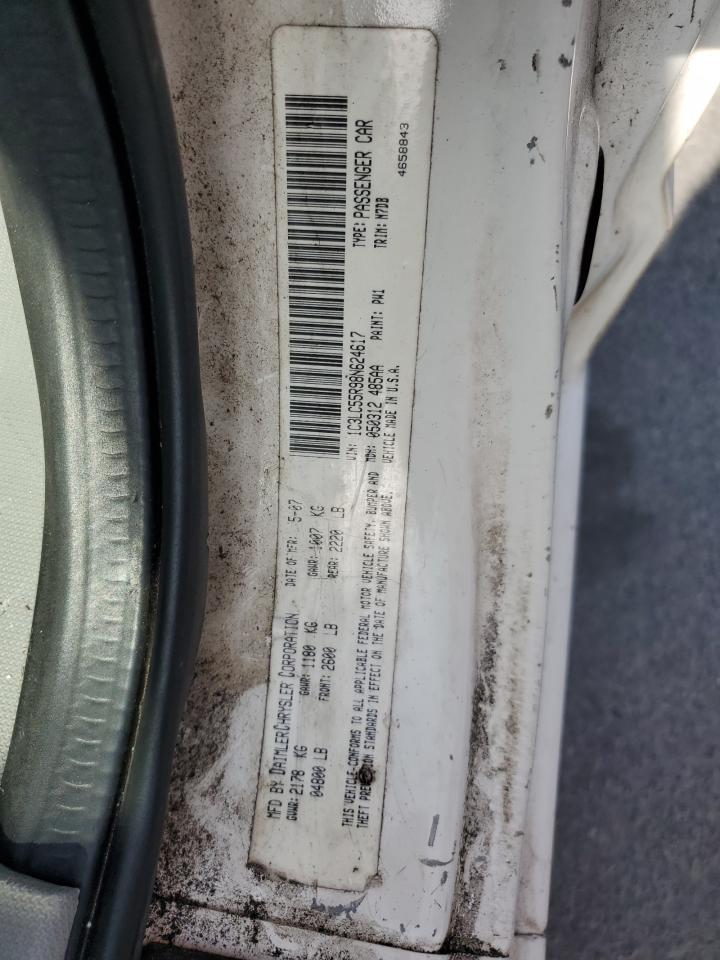 MFD BY DAIMLERCHRYSLER CORPORATION DATE OF MFR: 5-07
GVWR: 2178 KG GAWR: 1180 KG GAWR: 1007 KG
04800 LB FRONT: 2600 LB REAR: 2220 LB
THIS VEHICLE CONFORMS TO ALL APPLICABLE FEDERAL MOTOR VEHICLE SAFETY, BUMPER AND
THEFT PREVENTION STANDARDS IN EFFECT ON THE DATE OF MANUFACTURE SHOWN ABOVE.
VIN: 1C3LC55R98N624617 TYPE: PASSENGER CAR
MDH: 050312 485AA PAINT: PW1 TRIM: N7DB
VEHICLE MADE IN U.S.A.
4658843